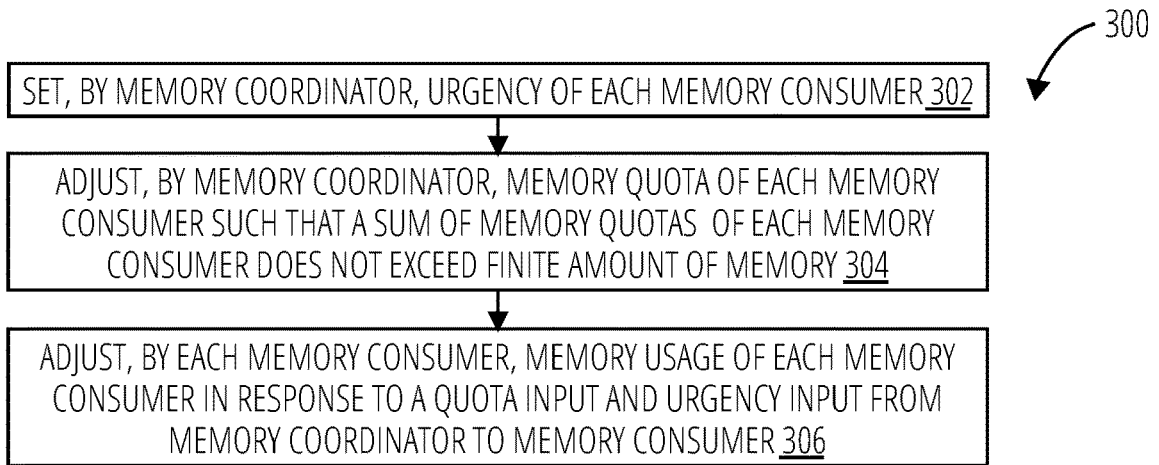 300
SET, BY MEMORY COORDINATOR, URGENCY OF EACH MEMORY CONSUMER 302
ADJUST, BY MEMORY COORDINATOR, MEMORY QUOTA OF EACH MEMORY
CONSUMER SUCH THAT A SUM OF MEMORY QUOTAS OF EACH MEMORY
CONSUMER DOES NOT EXCEED FINITE AMOUNT OF MEMORY 304
ADJUST, BY EACH MEMORY CONSUMER, MEMORY USAGE OF EACH MEMORY
CONSUMER IN RESPONSE TO A QUOTA INPUT AND URGENCY INPUT FROM
MEMORY COORDINATOR TO MEMORY CONSUMER 306